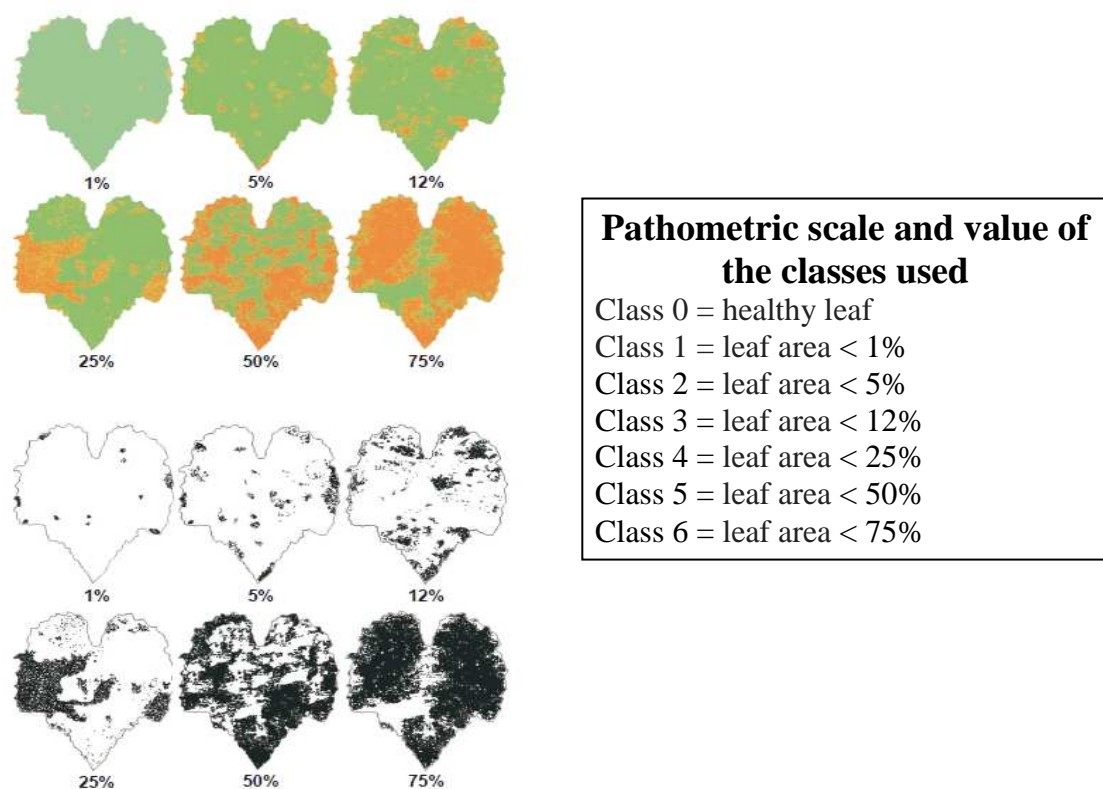 1%
5%
12%
25%
50%
75%
1%
5%
12%
25%
50%
75%
Pathometric scale and value of
the classes used
Class 0 = healthy leaf
Class 1 = leaf area < 1%
Class 2 = leaf area < 5%
Class 3 = leaf area < 12%
Class 4 = leaf area < 25%
Class 5 = leaf area < 50%
Class 6 = leaf area < 75%